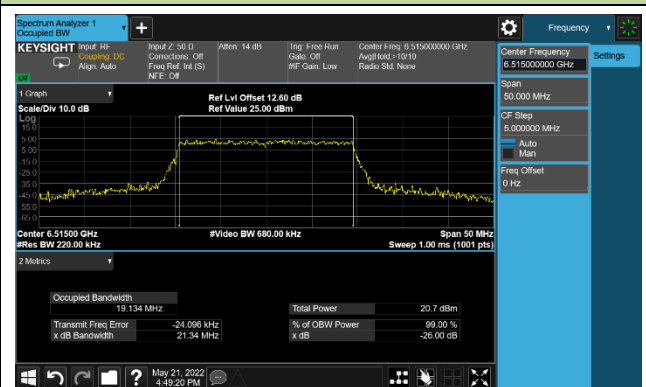 Spectrum Analyzer 1
Occupied BW
Frequency
KEYSIGHT
Input: RF
Coupling: DC
Align: Auto
Input Z: 50 Ω
Corrections: Off
Freq Ref: Int (S)
NFE: Off
Atten: 14 dB
Trig: Free Run
Gate: Off
#IF Gain: Low
Center Freq: 6.515000000 GHz
Avg|Hold:>10/10
Radio Std: None
Center Frequency
6.515000000 GHz
Settings
Span
50.000 MHz
CF Step
5.000000 MHz
Auto
Man
Freq Offset
0 Hz
1 Graph
Scale/Div 10.0 dB
Ref Lvl Offset 12.60 dB
Ref Value 25.00 dBm
Log
15.0
5.00
-5.00
-15.0
-25.0
-35.0
-45.0
-55.0
-65.0
Center 6.51500 GHz
#Video BW 680.00 kHz
Span 50 MHz
#Res BW 220.00 kHz
Sweep 1.00 ms (1001 pts)
2 Metrics
Occupied Bandwidth
19.134 MHz
Total Power 20.7 dBm
Transmit Freq Error -24.096 kHz
% of OBW Power 99.00 %
x dB Bandwidth 21.34 MHz
x dB -26.00 dB
May 21, 2022
4:49:20 PM